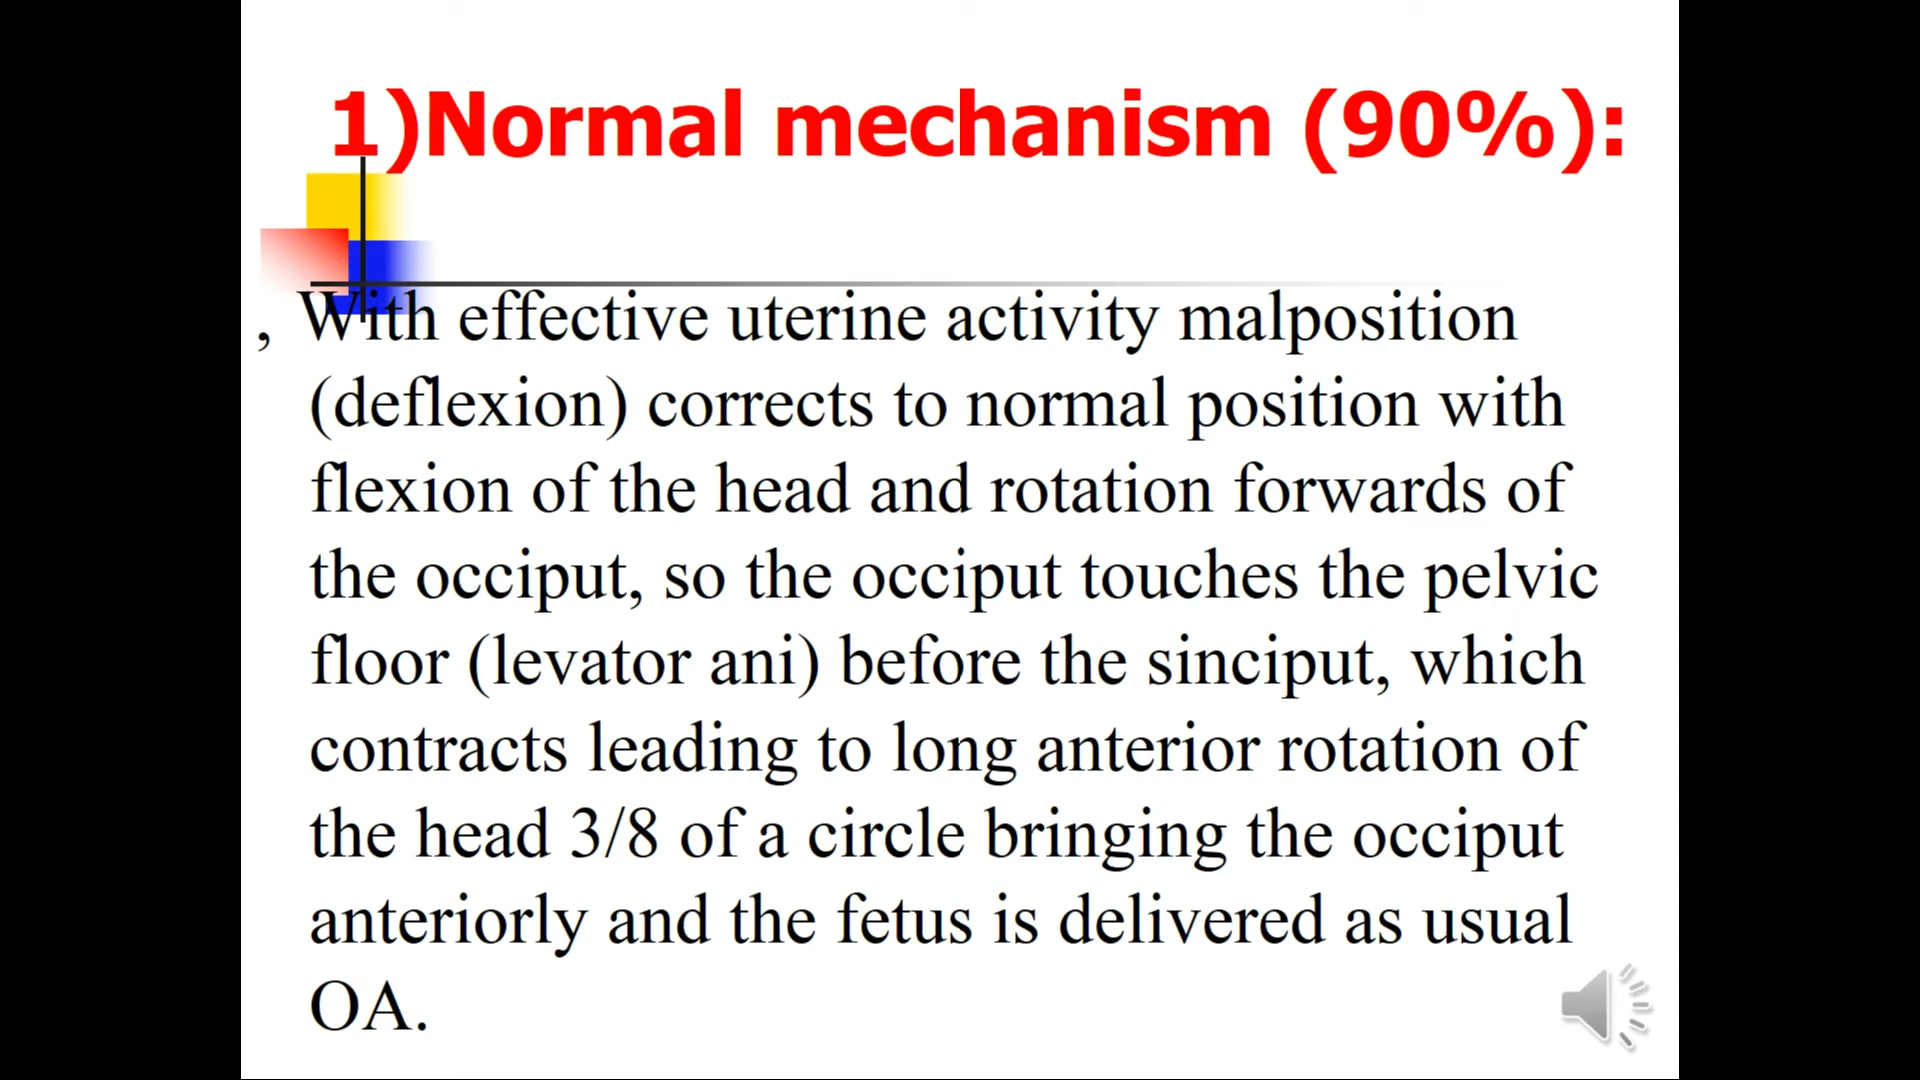 1)Normal mechanism (90%):
, With effective uterine activity malposition
(deflexion) corrects to normal position with
flexion of the head and rotation forwards of
the occiput, so the occiput touches the pelvic
floor (levator ani) before the sinciput, which
contracts leading to long anterior rotation of
the head 3/8 of a circle bringing the occiput
anteriorly and the fetus is delivered as usual
OA.